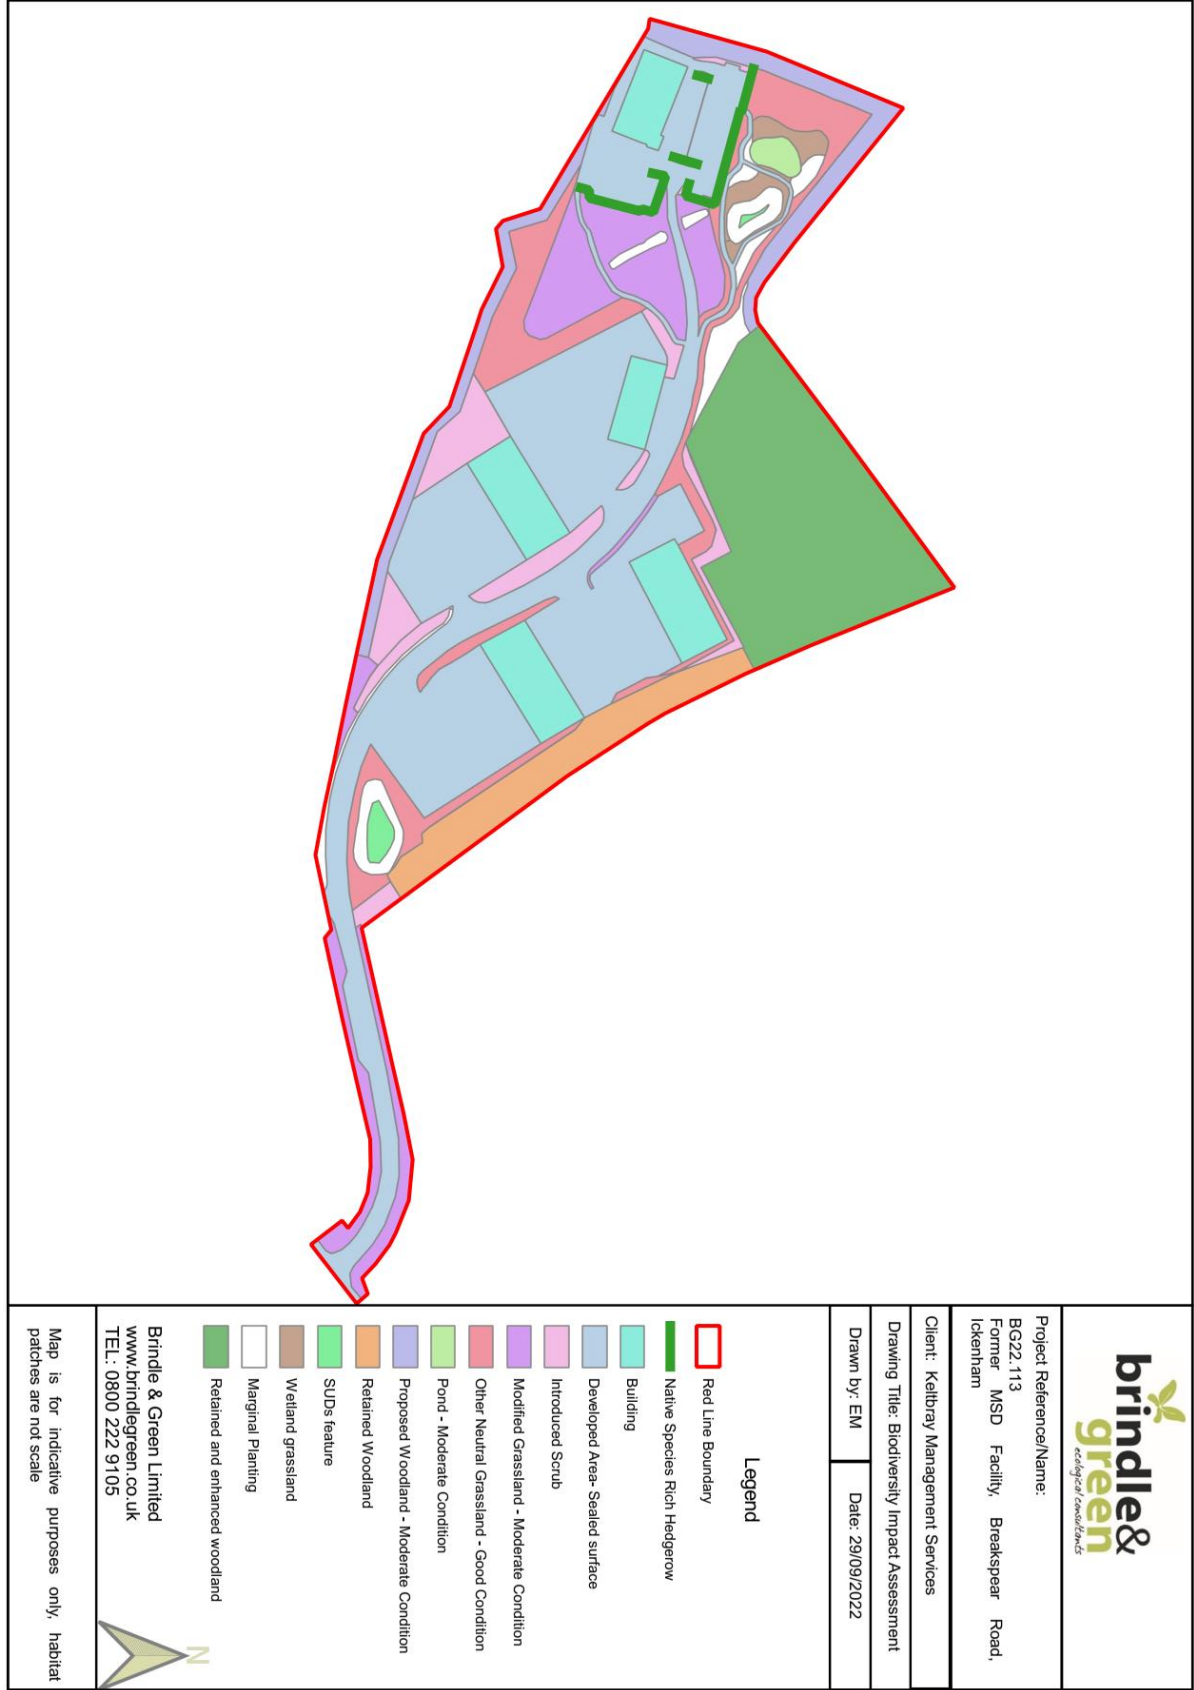 brindle&
green
ecological consultants
Project Reference/Name:
BG22.113
Former MSD Facility, Breakspear Road,
Ickenham
Client: Keltbray Management Services
Drawing Title: Biodiversity Impact Assessment
Drawn by: EM
Date: 29/09/2022
Legend
Red Line Boundary
Native Species Rich Hedgerow
Building
Developed Area- Sealed surface
Introduced Scrub
Modified Grassland - Moderate Condition
Other Neutral Grassland - Good Condition
Pond - Moderate Condition
Proposed Woodland - Moderate Condition
Retained Woodland
SUDs feature
Wetland grassland
Marginal Planting
Retained and enhanced woodland
Brindle & Green Limited
www.brindlegreen.co.uk
TEL: 0800 222 9105
N
Map is for indicative purposes only, habitat
patches are not scale